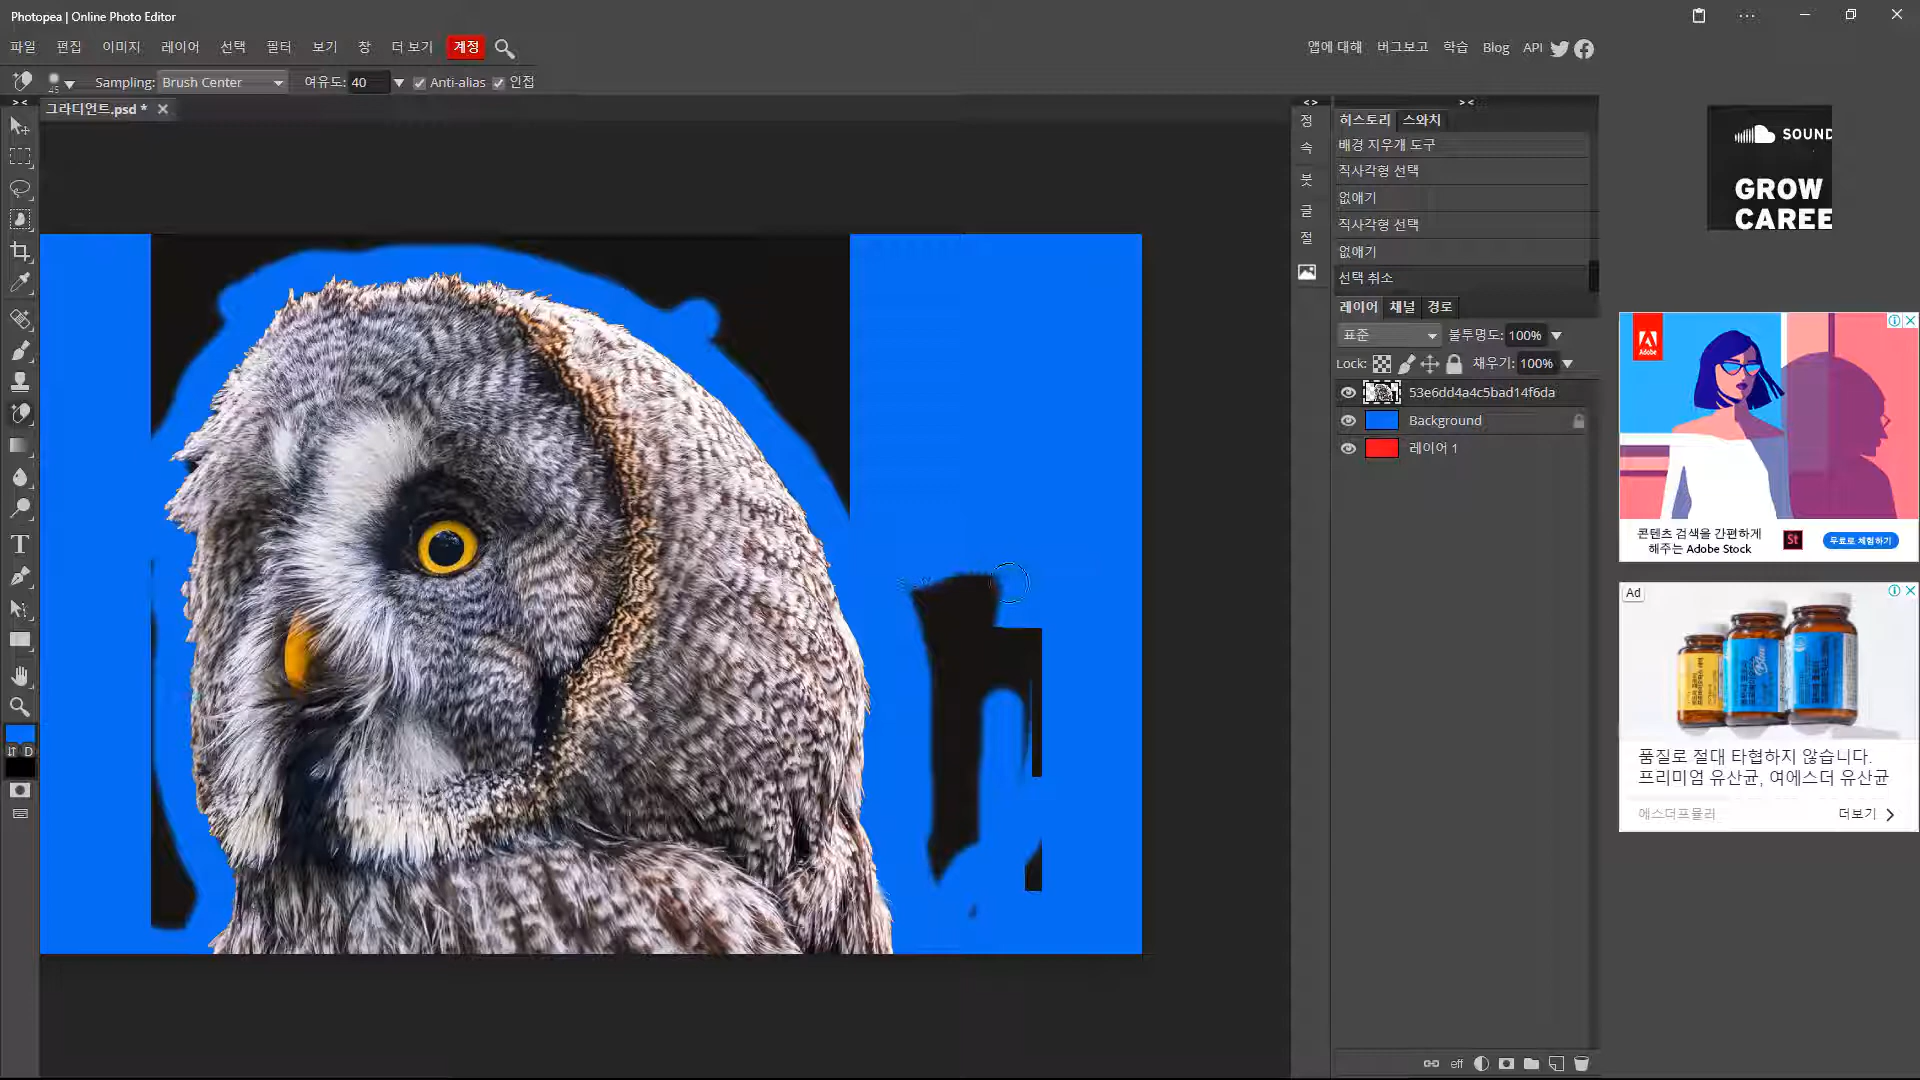 Photopea | Online Photo Editor
파일 편집 이미지 레이어 선택 필터 보기 창 더 보기 계정
앱에 대해 버그보고 학습 Blog API
45 Sampling: Brush Center 여유도: 40 Anti-alias 인접
그라디언트.psd *
정
속
붓
글
절
히스토리 스와치
배경 지우개 도구
직사각형 선택
없애기
직사각형 선택
없애기
선택 취소
레이어 채널 경로
표준 불투명도: 100%
Lock: 채우기: 100%
53e6dd4a4c5bad14f6da
Background
레이어 1
eff
D
SOUND
GROW
CAREE
Adobe
콘텐츠 검색을 간편하게
해주는 Adobe Stock
St
무료로 체험하기
Ad
품질로 절대 타협하지 않습니다.
프리미엄 유산균, 여에스더 유산균
에스더포뮬러
더보기